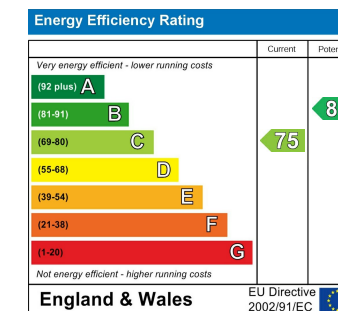 Energy Efficiency Rating
Current
Very energy efficient - lower running costs
(92 plus) A
(81-91) B
(69-80) C
75
(55-68) D
(39-54) E
(21-38) F
(1-20) G
Not energy efficient - higher running costs
England & Wales
EU Directive
2002/91/EC